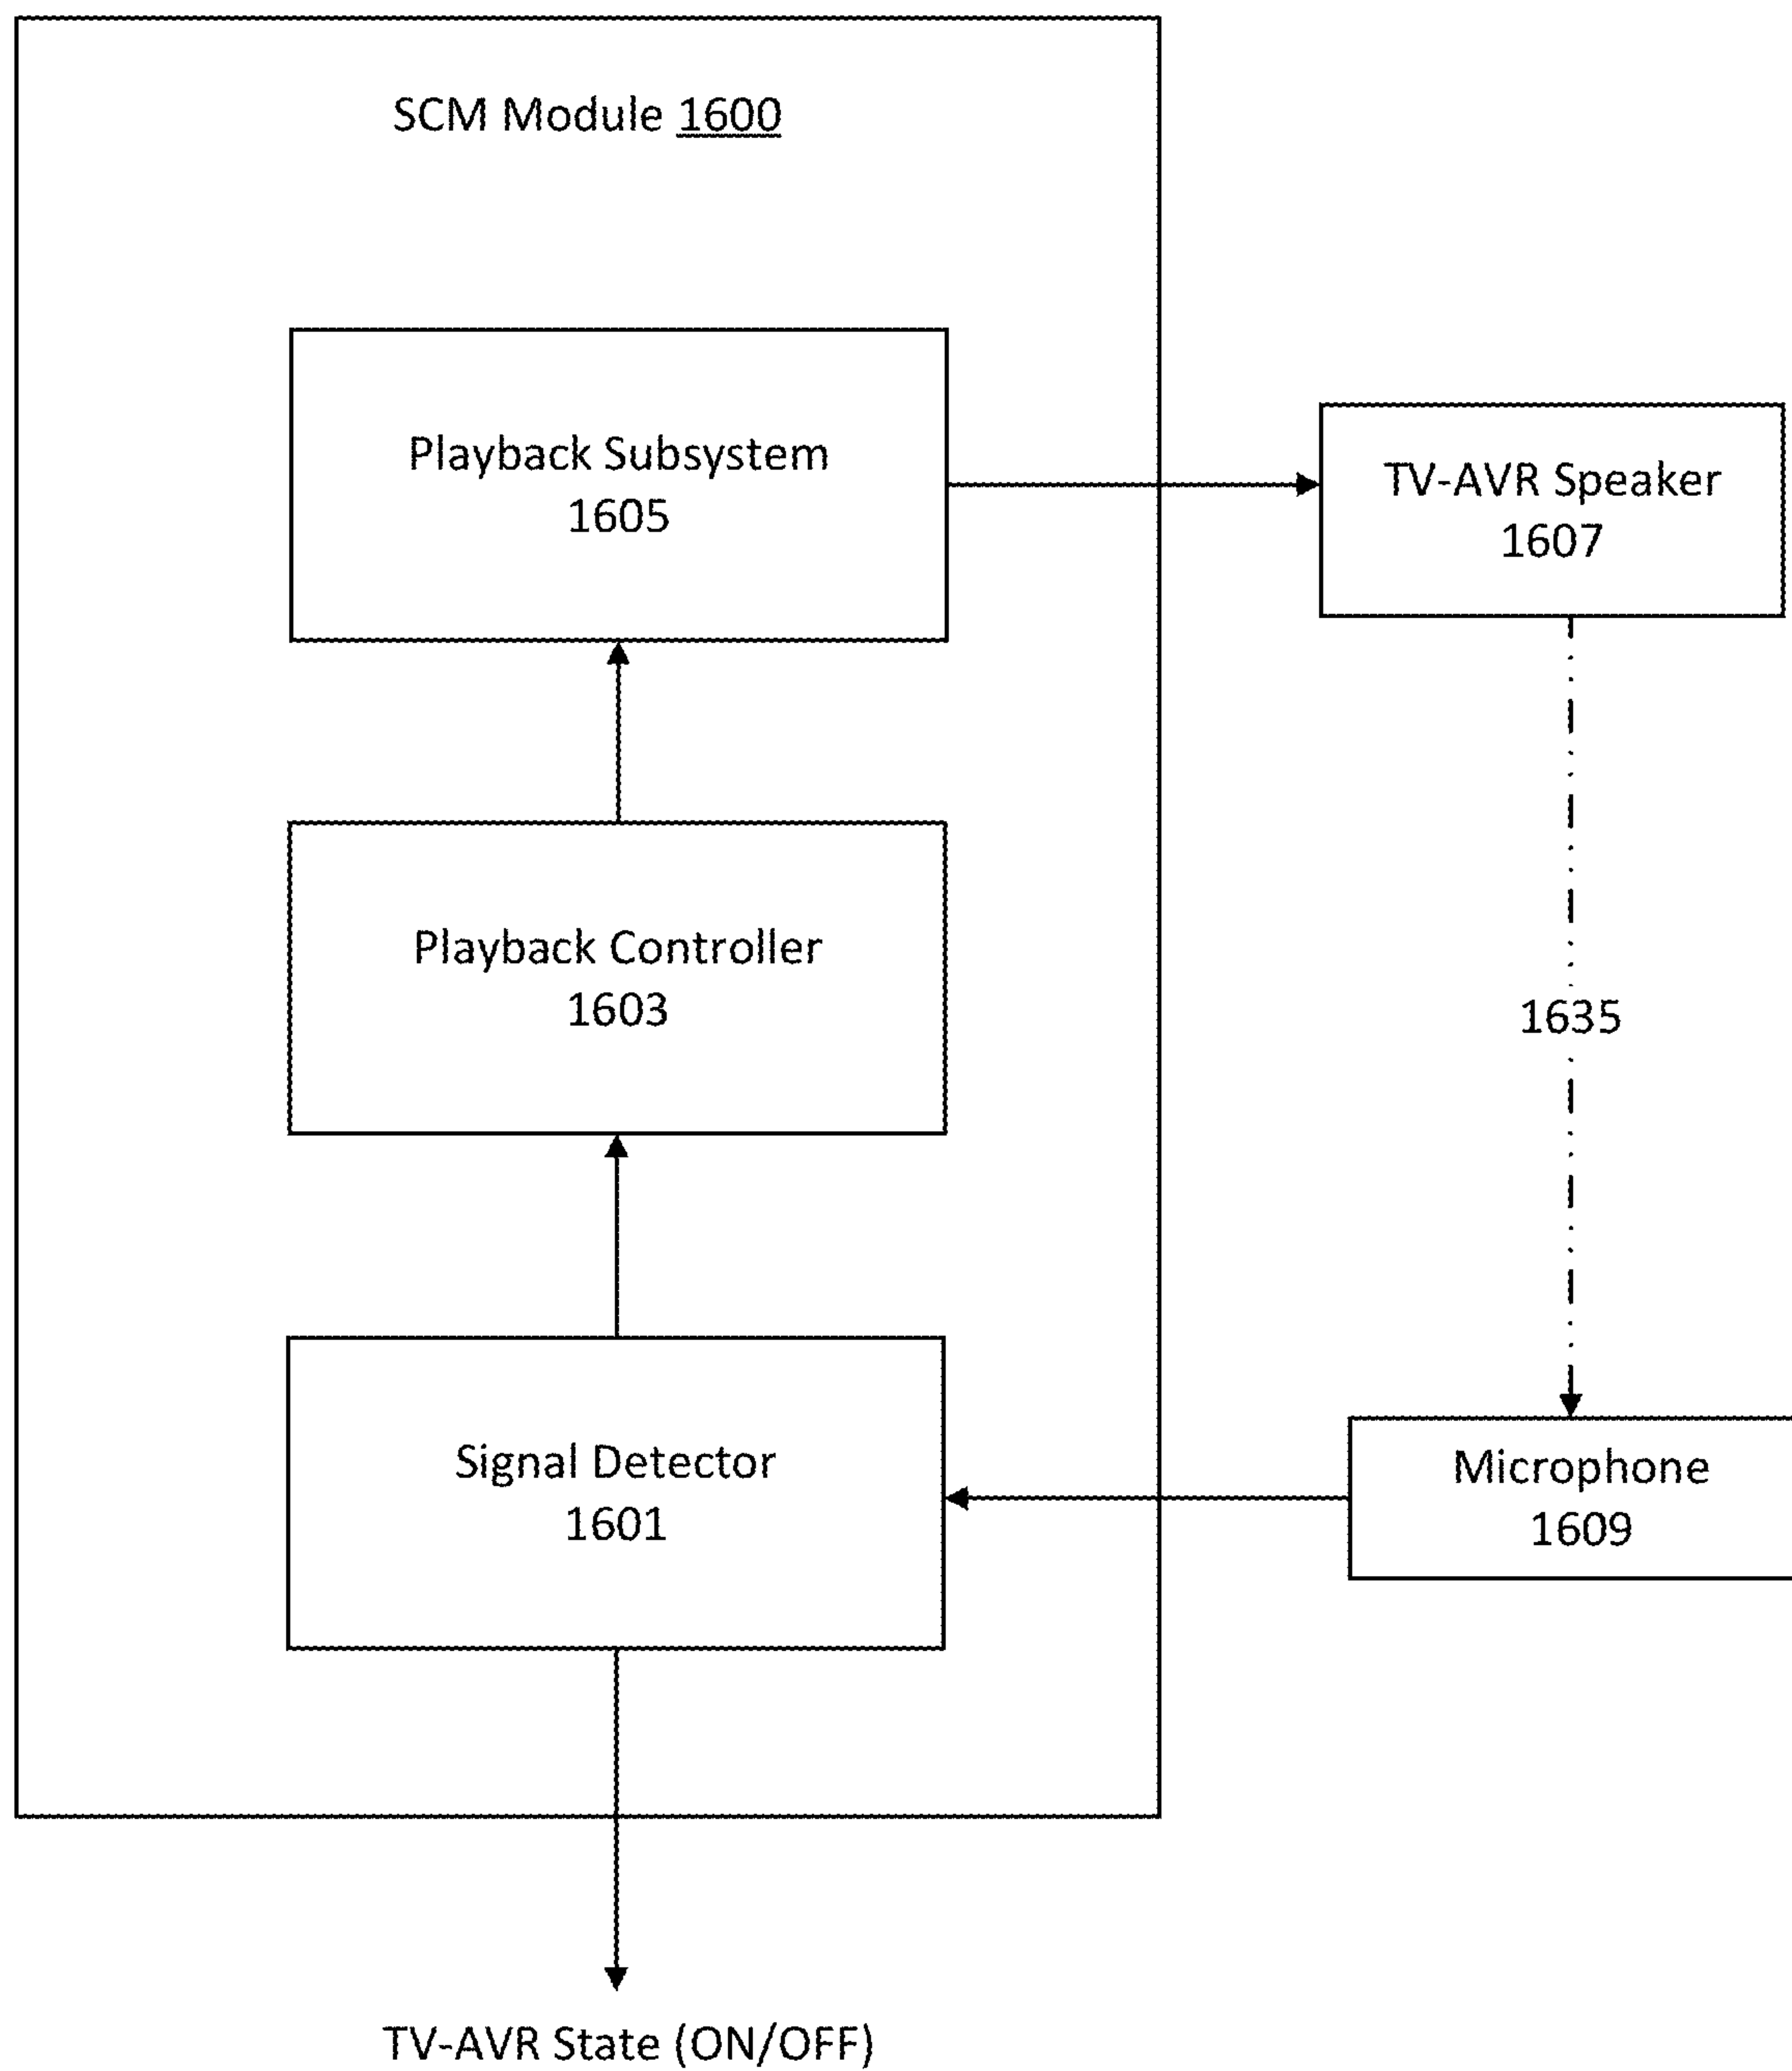 SCM Module 1600
Playback Subsystem
1605
TV-AVR Speaker
1607
Playback Controller
1603
1635
Signal Detector
1601
Microphone
1609
TV-AVR State (ON/OFF)